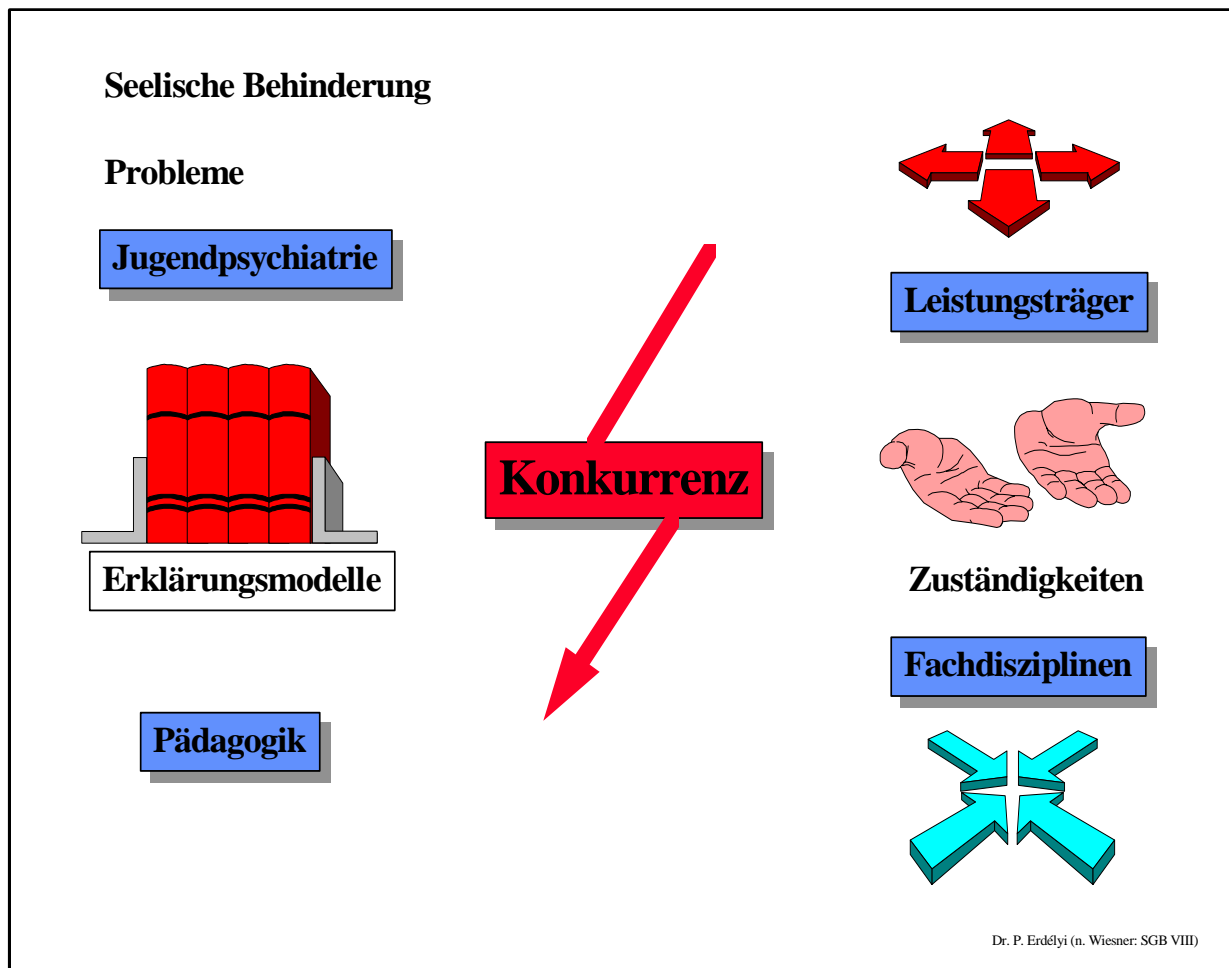 Seelische Behinderung
Probleme
Jugendpsychiatrie
Erklärungsmodelle
Pädagogik
Konkurrenz
Leistungsträger
Zuständigkeiten
Fachdisziplinen
Dr. P. Erdélyi (n. Wiesner: SGB VIII)